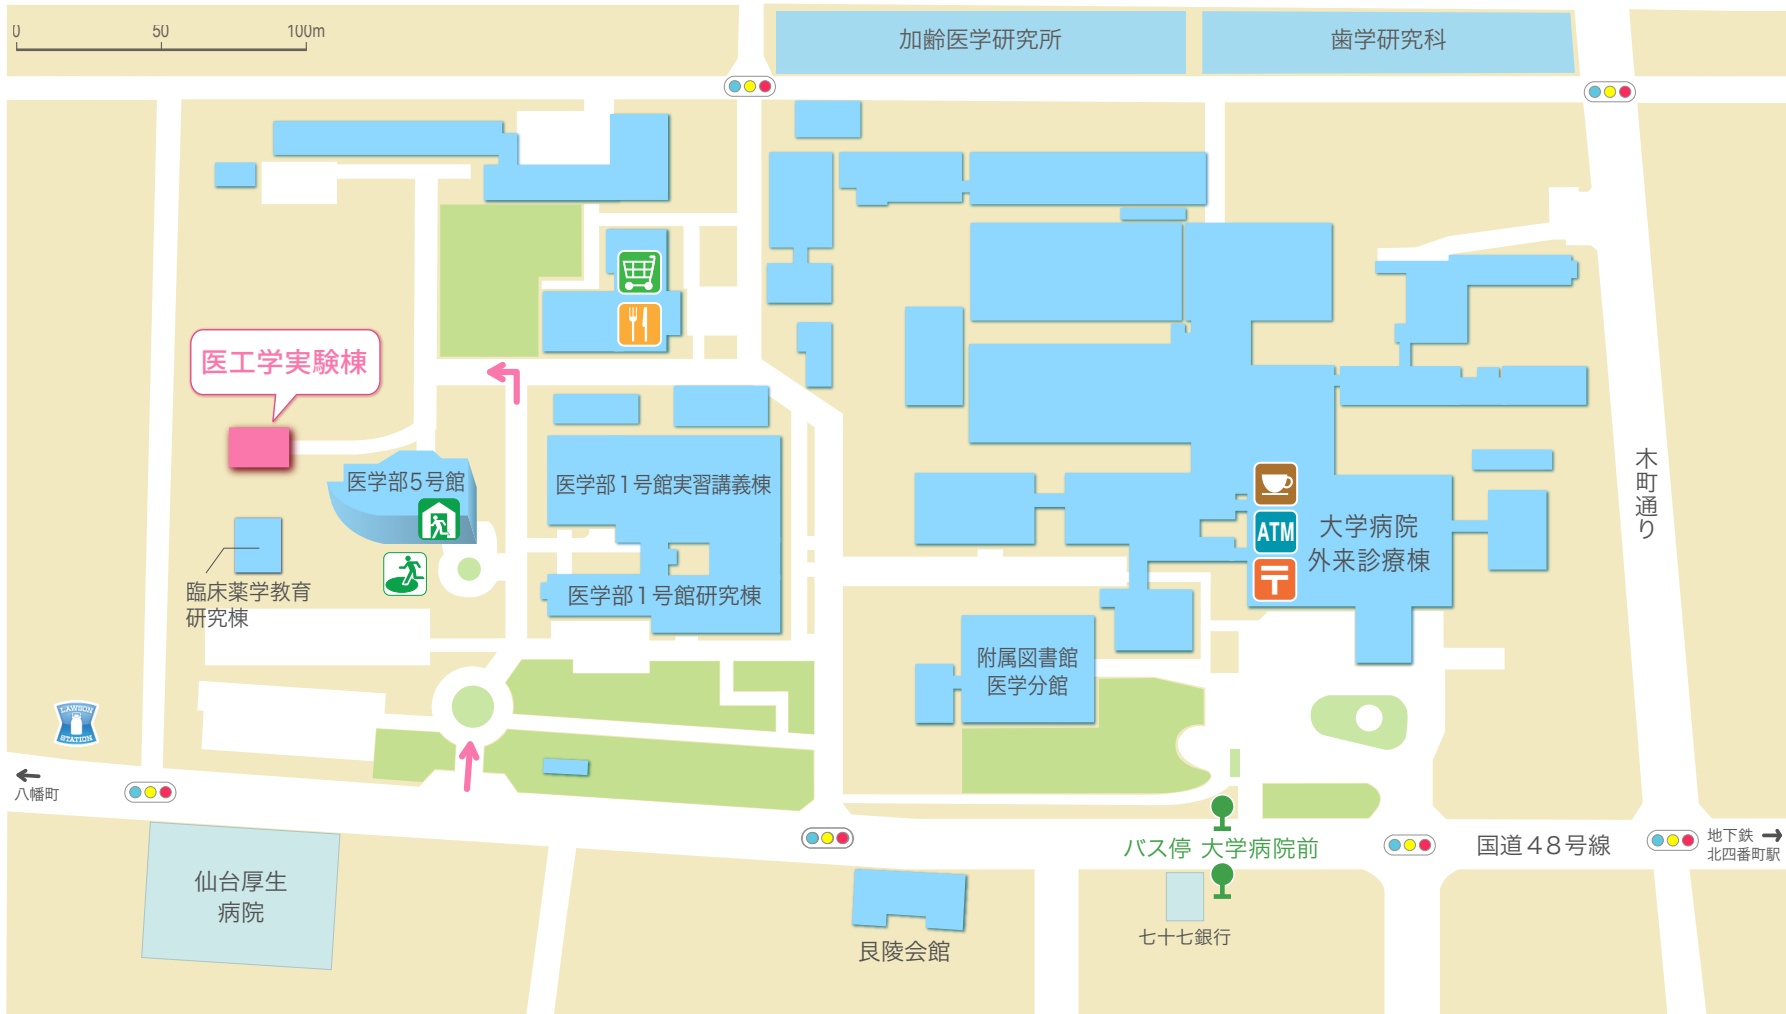 0 50 100m
加齢医学研究所
歯学研究科
医工学実験棟
医学部5号館
医学部1号館実習講義棟
医学部1号館研究棟
臨床薬学教育
研究棟
ATM
大学病院
外来診療棟
木町通り
附属図書館
医学分館
LAWSON
STATION
八幡町
バス停 大学病院前
国道48号線
地下鉄
北四番町駅
仙台厚生
病院
艮陵会館
七十七銀行